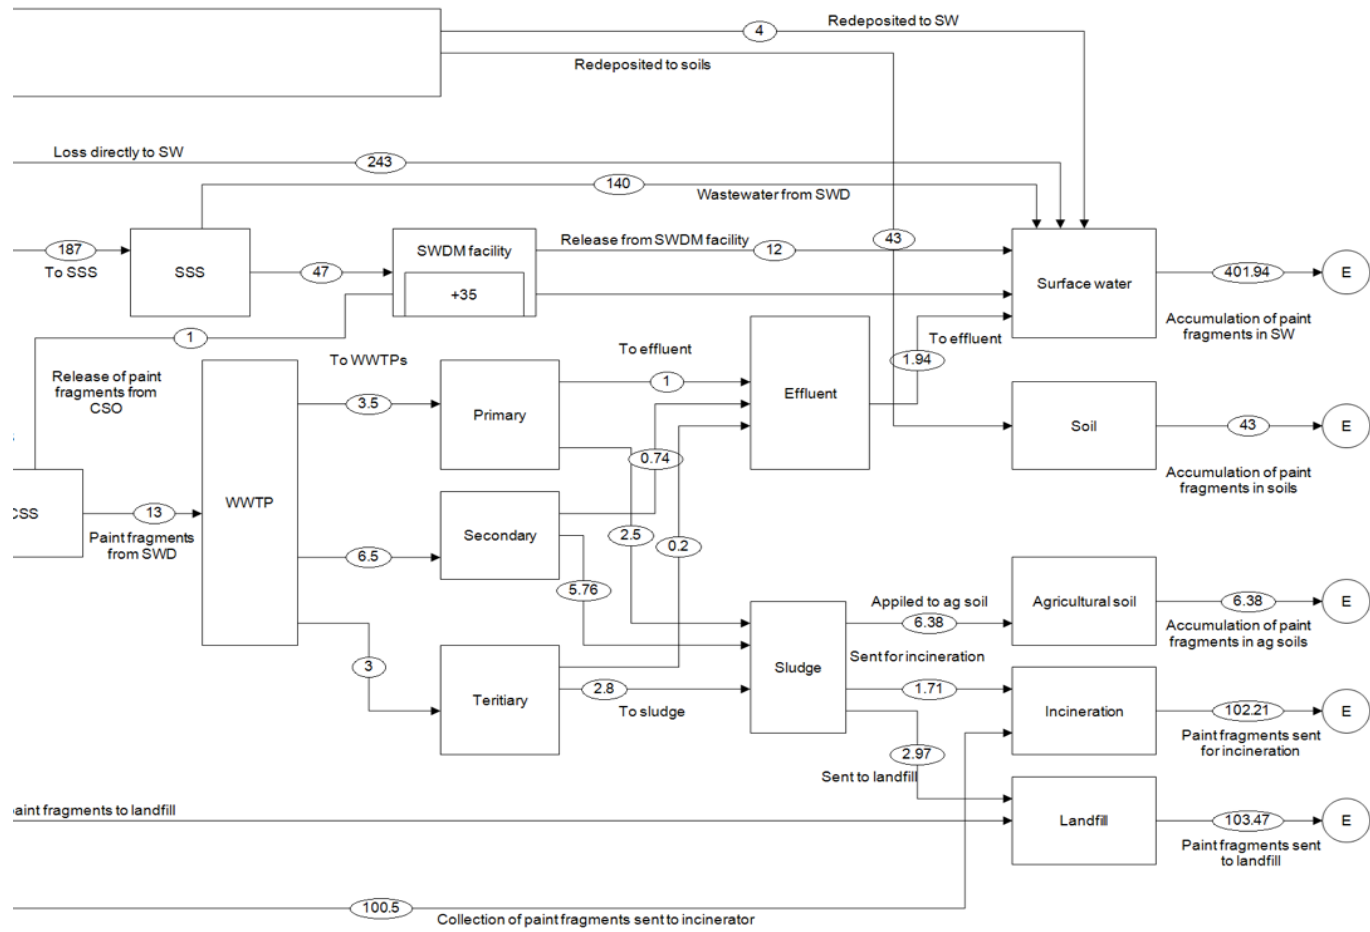 Redeposited to SW
4
Redeposited to soils
Loss directly to SW
243
140
Wastewater from SWD
187
To SSS
SSS
47
SWDM facility
+35
Release from SWDM facility
12
43
Surface water
401.94
E
Accumulation of paint
fragments in SW
1
Release of paint
fragments from
CSO
To WWTPs
To effluent
To effluent
1.94
3.5
Primary
1
Effluent
Soil
43
E
Accumulation of paint
fragments in soils
0.74
CSS
13
Paint fragments
from SWD
WWTP
Secondary
2.5
0.2
6.5
5.76
Appiled to ag soil
6.38
Agricultural soil
6.38
E
Accumulation of paint
fragments in ag soils
3
Teritiary
2.8
To sludge
Sludge
Sent for incineration
1.71
Incineration
102.21
E
Paint fragments sent
for incineration
2.97
Sent to landfill
paint fragments to landfill
Landfill
103.47
E
Paint fragments sent
to landfill
100.5
Collection of paint fragments sent to incinerator